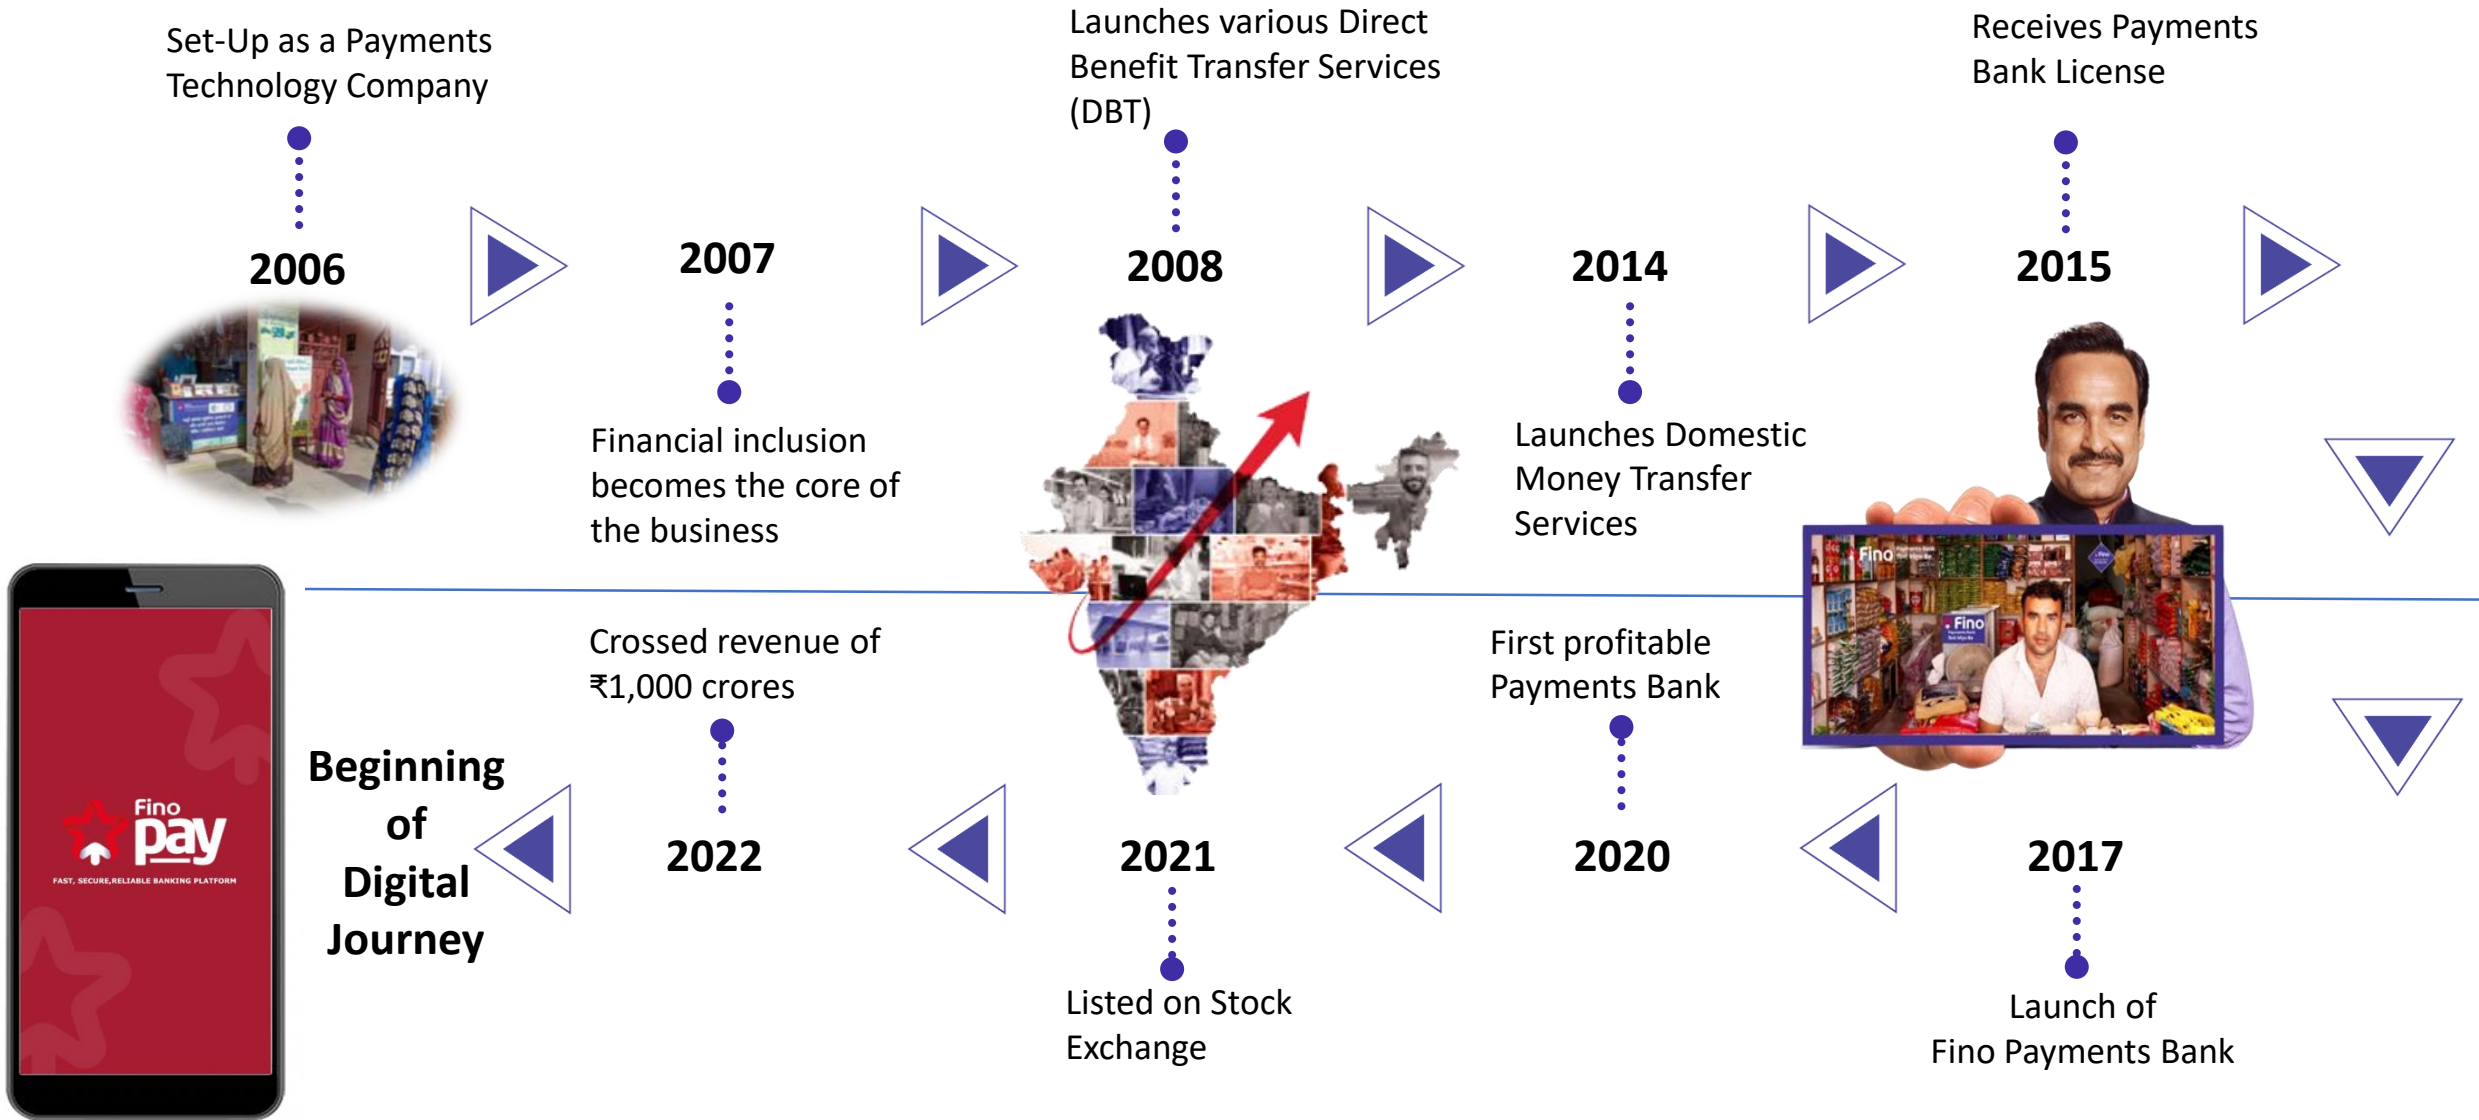 Set-Up as a Payments
Technology Company
Launches various Direct
Benefit Transfer Services
(DBT)
Receives Payments
Bank License
2006
2007
2008
2014
2015
Financial inclusion
becomes the core of
the business
Launches Domestic
Money Transfer
Services
Fino
Fino
Crossed revenue of
₹1,000 crores
First profitable
Payments Bank
Beginning
of
Digital
Journey
Fino
pay
FAST, SECURE,RELIABLE BANKING PLATFORM
2022
2021
2020
2017
Listed on Stock
Exchange
Launch of
Fino Payments Bank